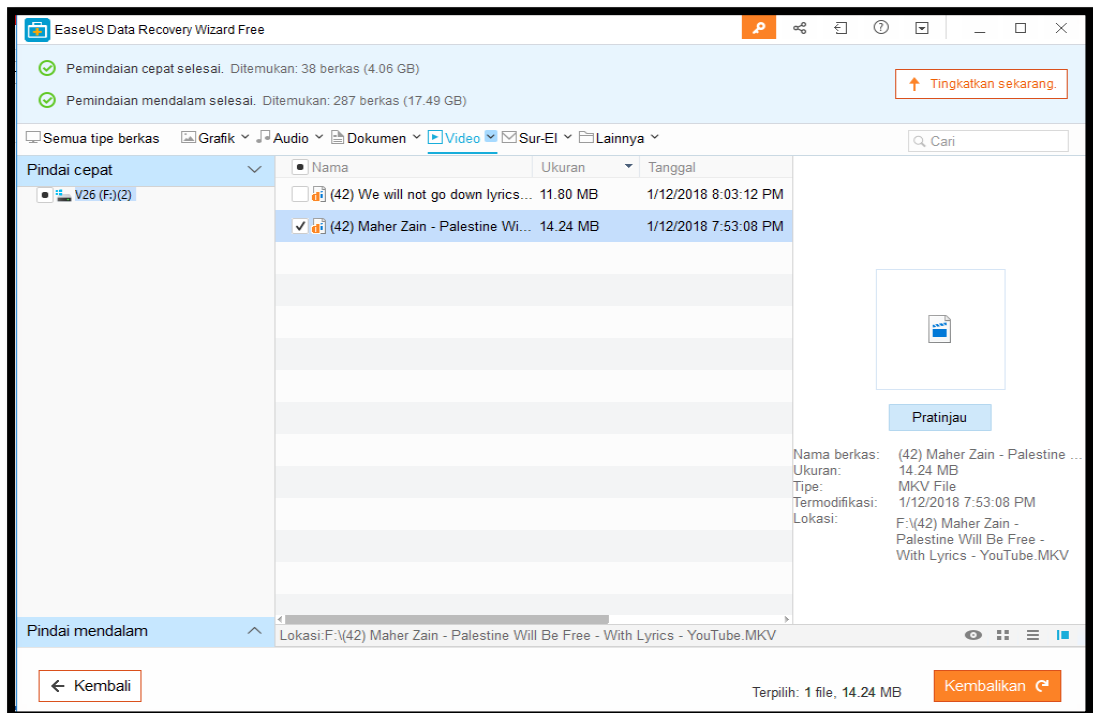 EaseUS Data Recovery Wizard Free
Pemindaian cepat selesai. Ditemukan: 38 berkas (4.06 GB)
Pemindaian mendalam selesai. Ditemukan: 287 berkas (17.49 GB)
Tingkatkan sekarang.
Semua tipe berkas Grafik Audio Dokumen Video Sur-El Lainnya
Cari
Pindai cepat
V26 (F:)(2)
Nama Ukuran Tanggal
(42) We will not go down lyrics... 11.80 MB 1/12/2018 8:03:12 PM
(42) Maher Zain - Palestine Wi... 14.24 MB 1/12/2018 7:53:08 PM
Pratinjau
Nama berkas: (42) Maher Zain - Palestine ...
Ukuran: 14.24 MB
Tipe: MKV File
Termodifikasi: 1/12/2018 7:53:08 PM
Lokasi: F:\(42) Maher Zain -
Palestine Will Be Free -
With Lyrics - YouTube.MKV
Pindai mendalam
Lokasi:F:\(42) Maher Zain - Palestine Will Be Free - With Lyrics - YouTube.MKV
Kembali
Terpilih: 1 file, 14.24 MB
Kembalikan